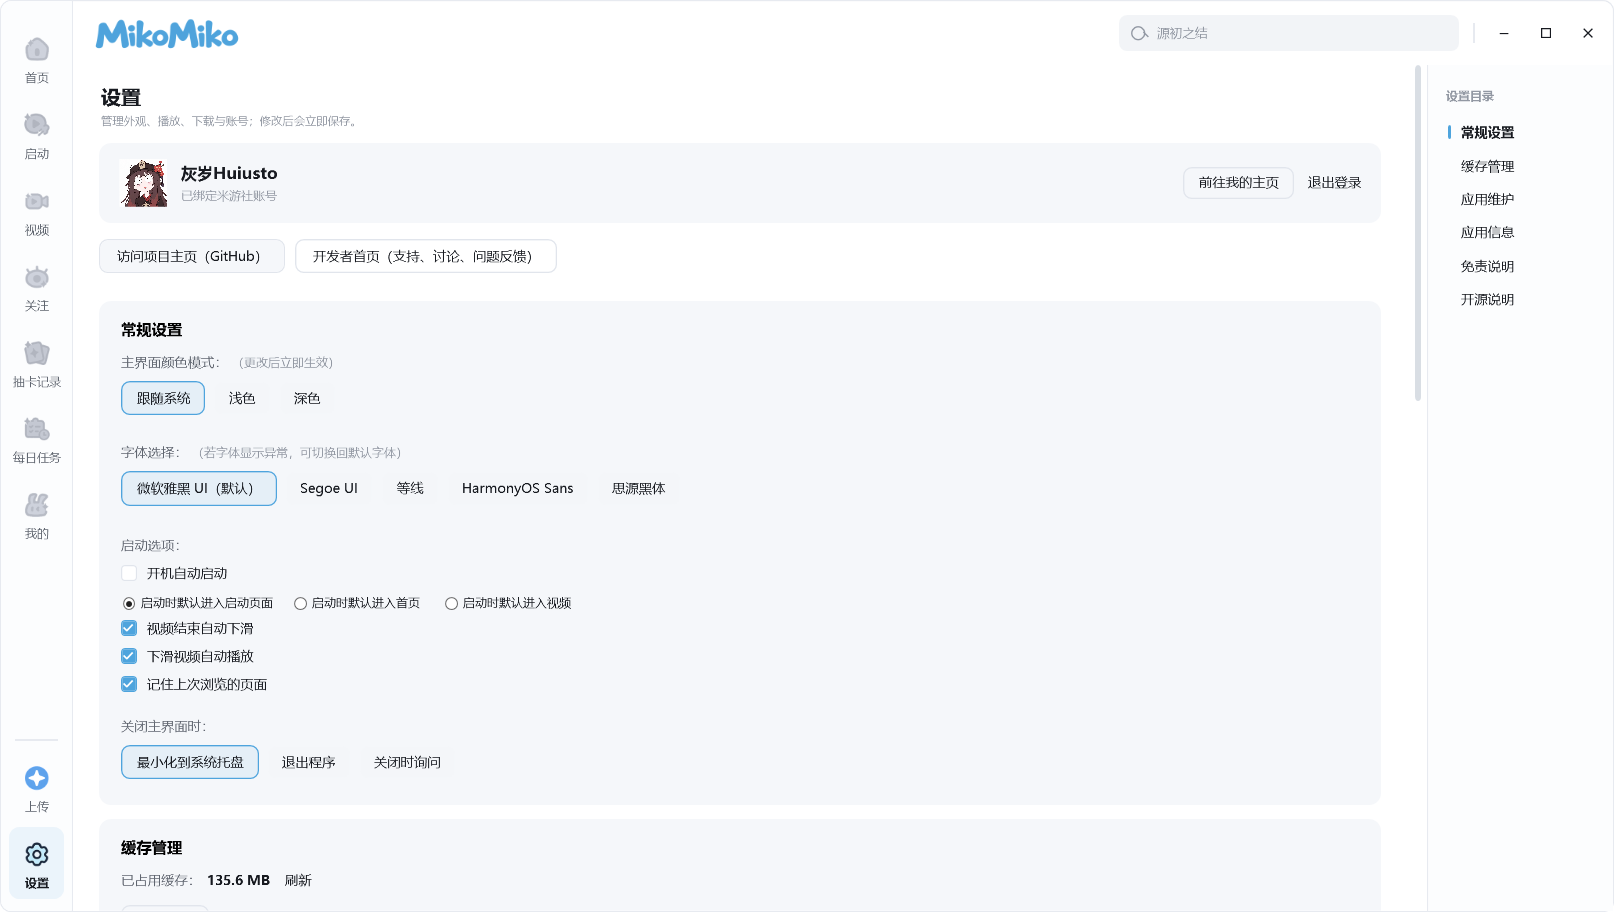 MikoMiko
源初之结
首页
启动
视频
关注
抽卡记录
每日任务
我的
上传
设置
设置
管理外观、播放、下载与账号；修改后会立即保存。
灰岁Huiusto
已绑定米游社账号
前往我的主页 退出登录
访问项目主页（GitHub） 开发者首页（支持、讨论、问题反馈）
常规设置
主界面颜色模式： （更改后立即生效）
跟随系统 浅色 深色
字体选择： （若字体显示异常，可切换回默认字体）
微软雅黑 UI（默认） Segoe UI 等线 HarmonyOS Sans 思源黑体
启动选项：
开机自动启动
启动时默认进入启动页面 启动时默认进入首页 启动时默认进入视频
视频结束自动下滑
下滑视频自动播放
记住上次浏览的页面
关闭主界面时：
最小化到系统托盘 退出程序 关闭时询问
缓存管理
已占用缓存： 135.6 MB 刷新
设置目录
常规设置
缓存管理
应用维护
应用信息
免责说明
开源说明